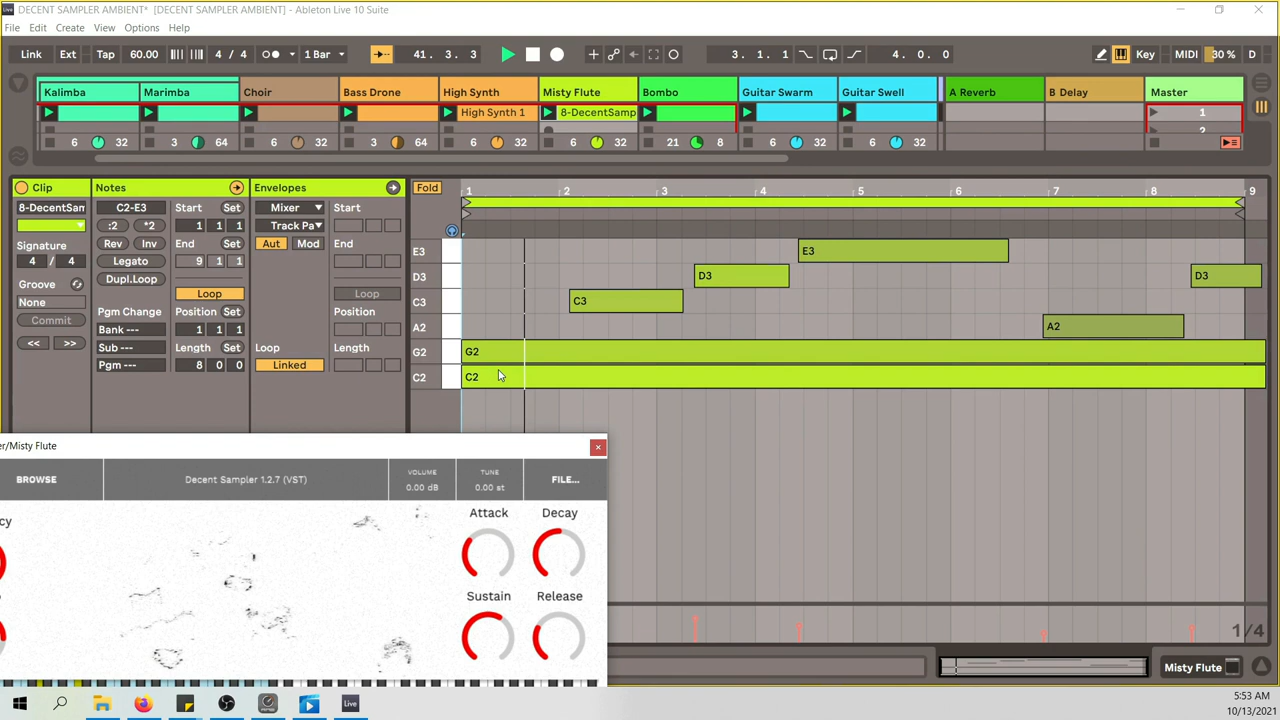 DECENT SAMPLER AMBIENT* [DECENT SAMPLER AMBIENT] - Ableton Live 10 Suite
File Edit Create View Options Help
Link Ext Tap 60.00 4 / 4 1 Bar 41. 3. 3 3. 1. 1 4. 0. 0 Key MIDI 30 % D
Kalimba Marimba Choir Bass Drone High Synth Misty Flute Bombo Guitar Swarm Guitar Swell A Reverb B Delay Master
High Synth 1 8-DecentSamp 1
2
6 32 3 64 6 32 3 64 6 32 6 32 21 8 6 32 6 32
Clip Notes Envelopes Fold 1 2 3 4 5 6 7 8 9
8-DecentSam C2-E3 Start Set Mixer Start
:2 *2 1 1 1 Track Pa
Signature Rev Inv End Set Aut Mod End
4 / 4 Legato 9 1 1
Groove Dupl.Loop Loop Loop
None Pgm Change Position Set Position
Commit Bank --- 1 1 1
<< >> Sub --- Length Set Loop Length
Pgm --- 8 0 0 Linked
E3 E3
D3 D3 D3
C3 C3
A2 A2
G2 G2
C2 C2
er/Misty Flute
BROWSE Decent Sampler 1.2.7 (VST) VOLUME 0.00 dB TUNE 0.00 st FILE...
cy Attack Decay
Sustain Release
1/4
Misty Flute
Live
5:53 AM
10/13/2021